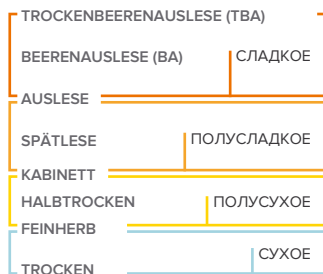 TROCKENBEERENAUSLESE (TBA)
BEERENAUSLESE (BA) СЛАДКОЕ
AUSLESE
SPÄTLESE ПОЛУСЛАДКОЕ
KABINETT
HALBTROCKEN ПОЛУСУХОЕ
FEINHERB
СУХОЕ
TROCKEN